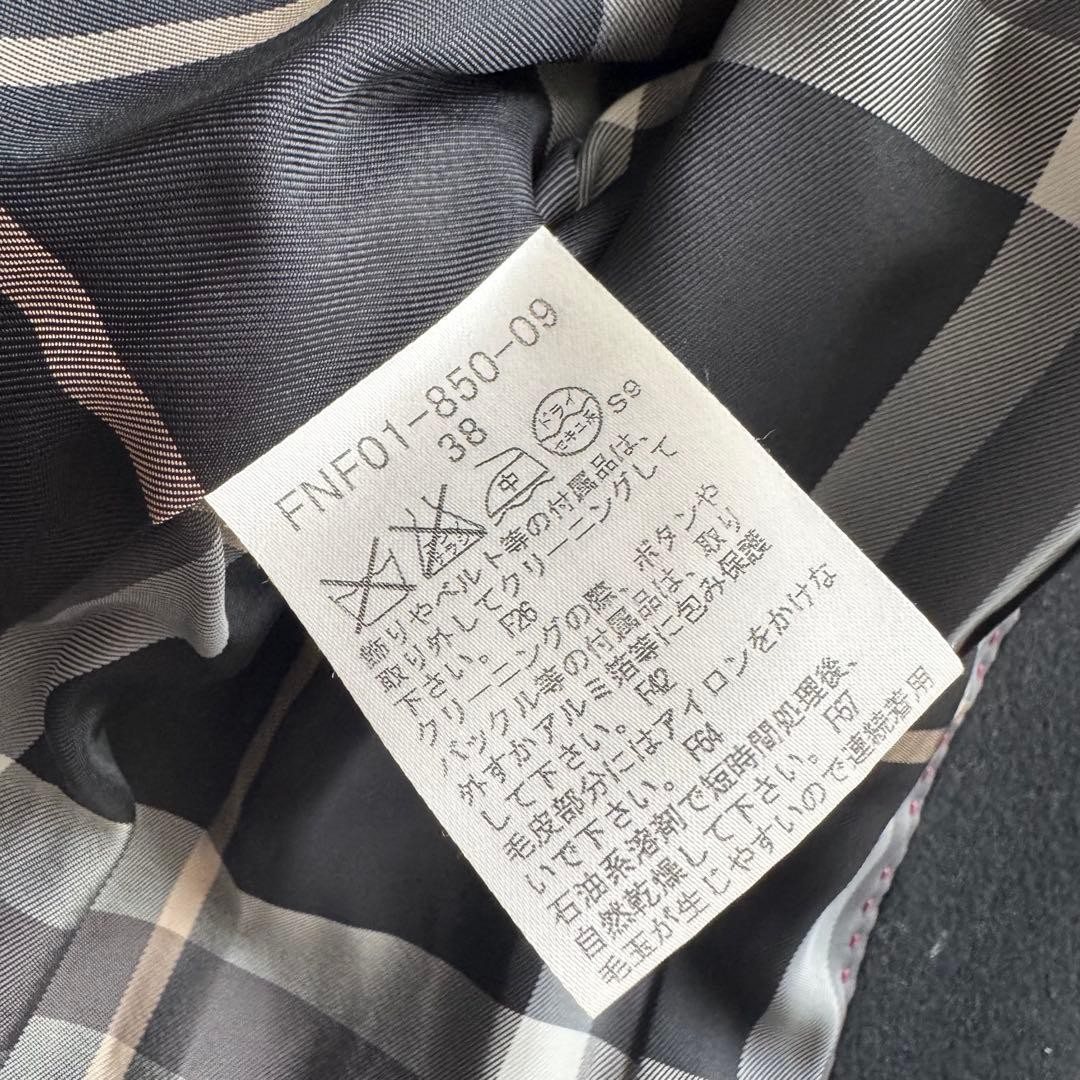 FNF01-850-09
38
エンソサラシ 中 ドライ セキユ系 S9
飾りやベルト等の付属品は、
取り外してクリーニングして
下さい。 F26
クリーニングの際、ボタンや
バックル等の付属品は、取り
外すかアルミ箔等に包み保護
して下さい。 F42
毛皮部分にはアイロンをかけな
いで下さい。 F64
石油系溶剤で短時間処理後、
自然乾燥して下さい。 F67
毛玉が生じやすいので連続着用